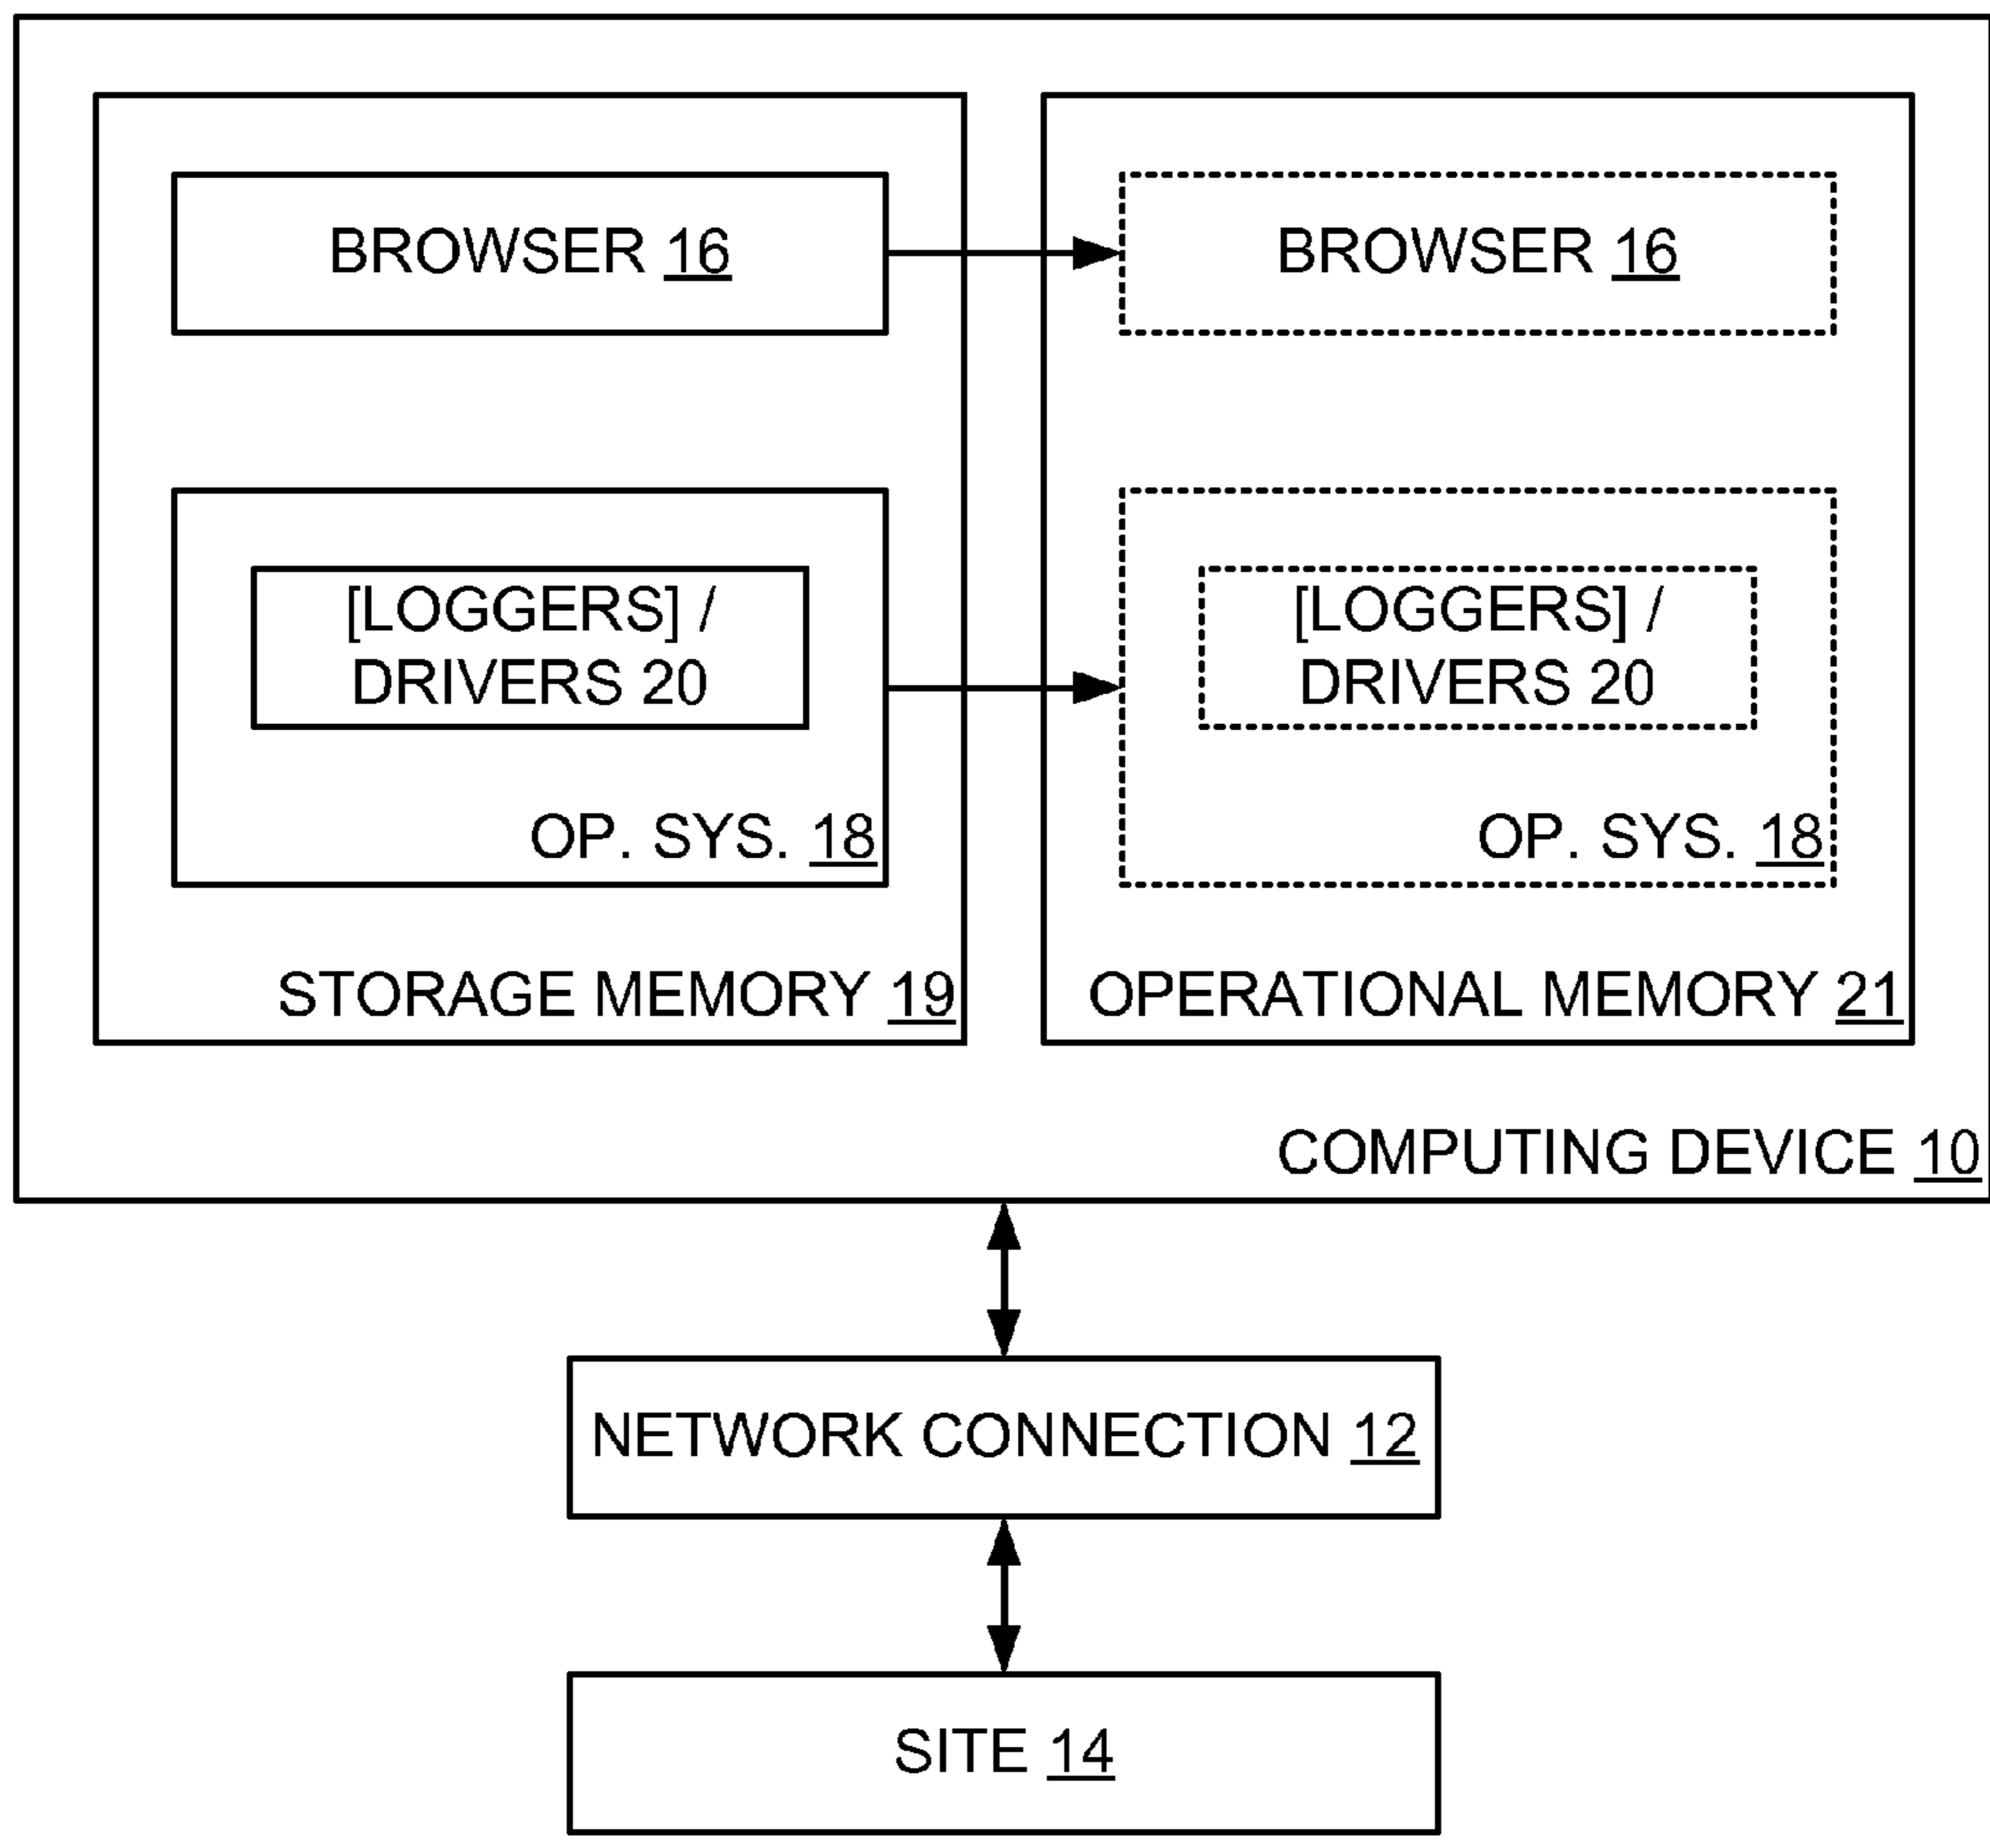 BROWSER 16
BROWSER 16
[LOGGERS] /
DRIVERS 20
[LOGGERS] /
DRIVERS 20
OP. SYS. 18
OP. SYS. 18
STORAGE MEMORY 19
OPERATIONAL MEMORY 21
COMPUTING DEVICE 10
NETWORK CONNECTION 12
SITE 14